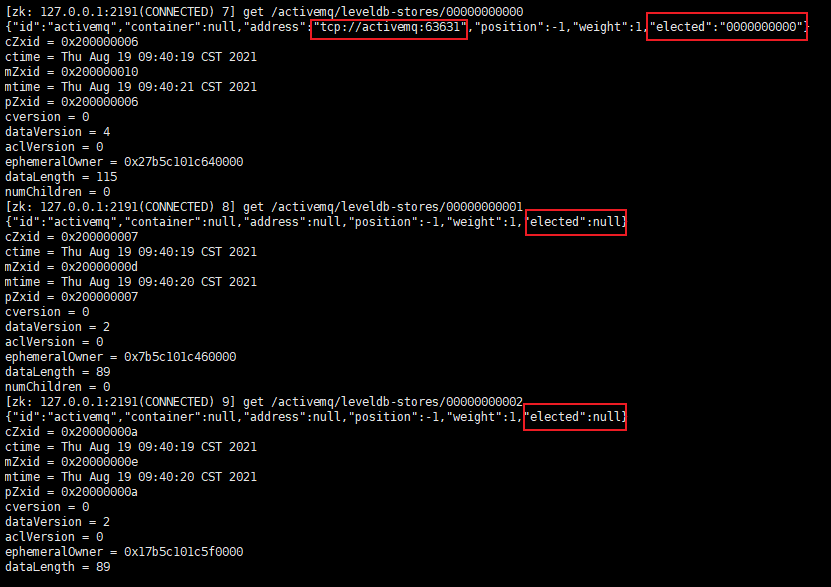 [zk: 127.0.0.1:2191(CONNECTED) 7] get /activemq/leveldb-stores/00000000000
{"id":"activemq","container":null,"address":"tcp://activemq:63631","position":-1,"weight":1,"elected":"0000000000"}
cZxid = 0x200000006
ctime = Thu Aug 19 09:40:19 CST 2021
mZxid = 0x200000010
mtime = Thu Aug 19 09:40:21 CST 2021
pZxid = 0x200000006
cversion = 0
dataVersion = 4
aclVersion = 0
ephemeralOwner = 0x27b5c101c640000
dataLength = 115
numChildren = 0
[zk: 127.0.0.1:2191(CONNECTED) 8] get /activemq/leveldb-stores/00000000001
{"id":"activemq","container":null,"address":null,"position":-1,"weight":1,"elected":null}
cZxid = 0x200000007
ctime = Thu Aug 19 09:40:19 CST 2021
mZxid = 0x20000000d
mtime = Thu Aug 19 09:40:20 CST 2021
pZxid = 0x200000007
cversion = 0
dataVersion = 2
aclVersion = 0
ephemeralOwner = 0x7b5c101c460000
dataLength = 89
numChildren = 0
[zk: 127.0.0.1:2191(CONNECTED) 9] get /activemq/leveldb-stores/00000000002
{"id":"activemq","container":null,"address":null,"position":-1,"weight":1,"elected":null}
cZxid = 0x20000000a
ctime = Thu Aug 19 09:40:19 CST 2021
mZxid = 0x20000000e
mtime = Thu Aug 19 09:40:20 CST 2021
pZxid = 0x20000000a
cversion = 0
dataVersion = 2
aclVersion = 0
ephemeralOwner = 0x17b5c101c5f0000
dataLength = 89